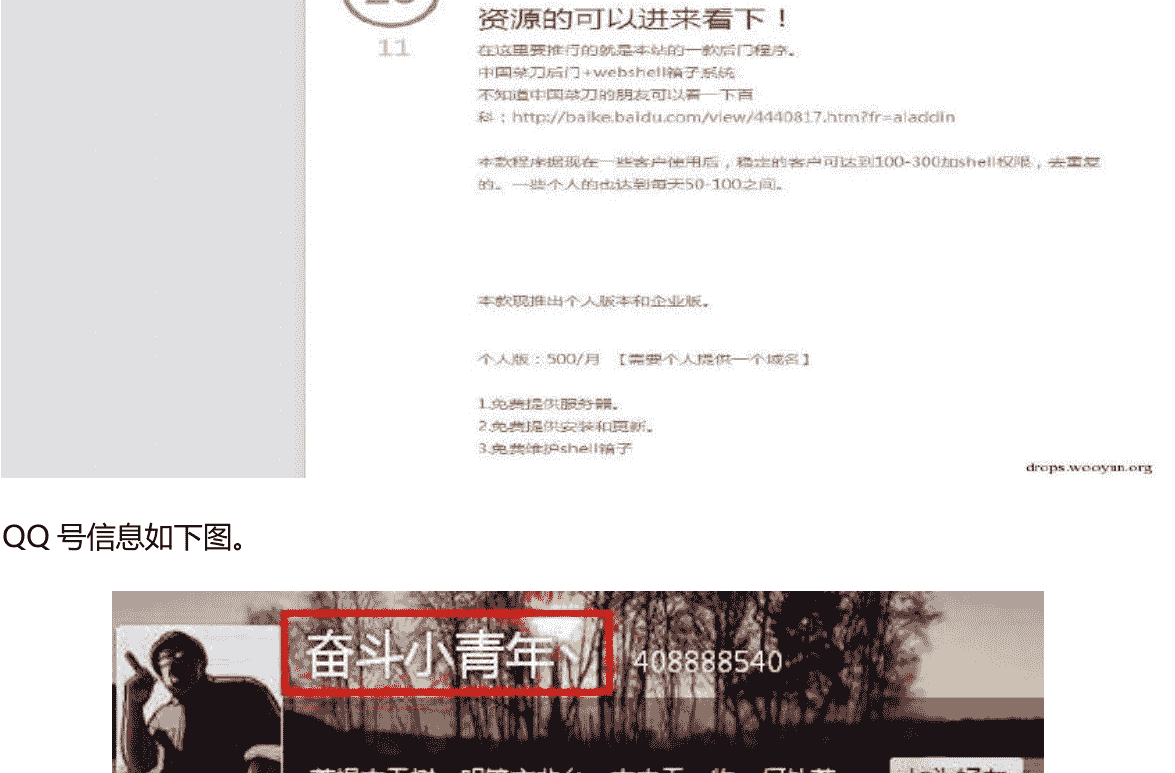 资源的可以进来看下！
11
在这里要推行的就是本站的一款后门程序。
中国菜刀后门+webshell箱子系统
不知道中国菜刀的朋友可以看一下百
科：http://baike.baidu.com/view/4440817.htm?fr=aladdin
本款程序据现在一些客户使用后，稳定的客户可达到100-300加shell权限，去重复
的。一些个人的也达到每天50-100之间。
本款现推出个人版本和企业版。
个人版：500/月 【需要个人提供一个域名】
1.免费提供服务器。
2.免费提供安装和更新。
3.免费维护shell箱子
drops.wooyun.org
QQ 号信息如下图。
奋斗小青年、 408888540